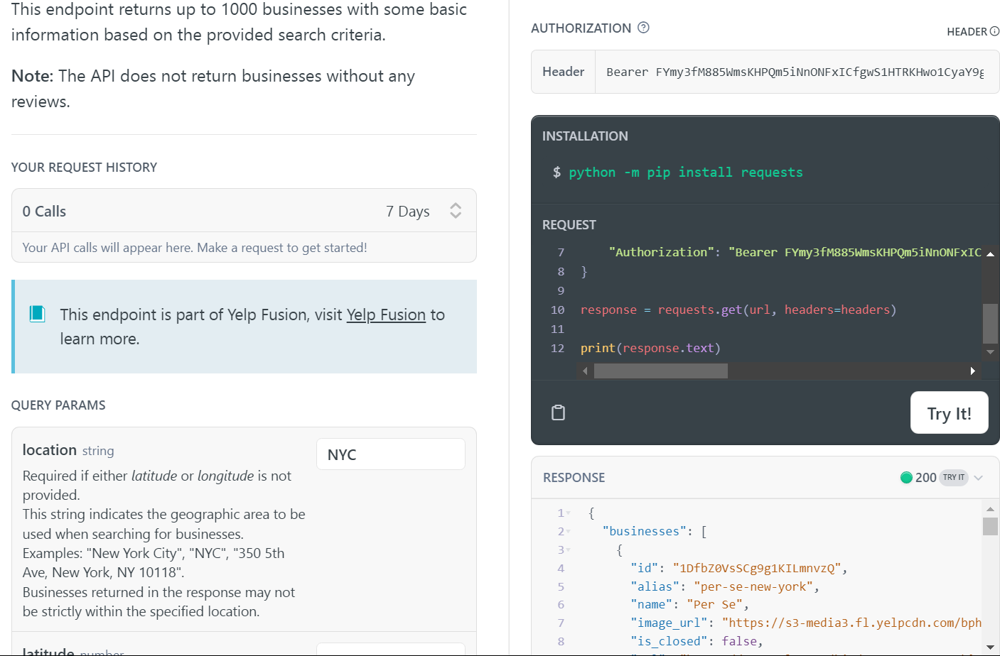 This endpoint returns up to 1000 businesses with some basic
information based on the provided search criteria.
Note: The API does not return businesses without any
reviews.
YOUR REQUEST HISTORY
0 Calls
7 Days
Your API calls will appear here. Make a request to get started!
This endpoint is part of Yelp Fusion, visit Yelp Fusion to
learn more.
QUERY PARAMS
location string
NYC
Required if either latitude or longitude is not
provided.
This string indicates the geographic area to be
used when searching for businesses.
Examples: "New York City", "NYC", "350 5th
Ave, New York, NY 10118".
Businesses returned in the response may not
be strictly within the specified location.
latitude number
AUTHORIZATION
HEADER
Header
Bearer FYmy3fM885WmsKHPQm5iNnONFxICfgwS1HTRKHwo1CyaY9g
INSTALLATION
$ python -m pip install requests
REQUEST
7 "Authorization": "Bearer FYmy3fM885WmsKHPQm5iNnONFxIC
8 }
9
10 response = requests.get(url, headers=headers)
11
12 print(response.text)
Try It!
RESPONSE
200 TRY IT
1 {
2 "businesses": [
3 {
4 "id": "1DfbZ0VsSCg9g1KILmnvzQ",
5 "alias": "per-se-new-york",
6 "name": "Per Se",
7 "image_url": "https://s3-media3.fl.yelpcdn.com/bph
8 "is_closed": false,